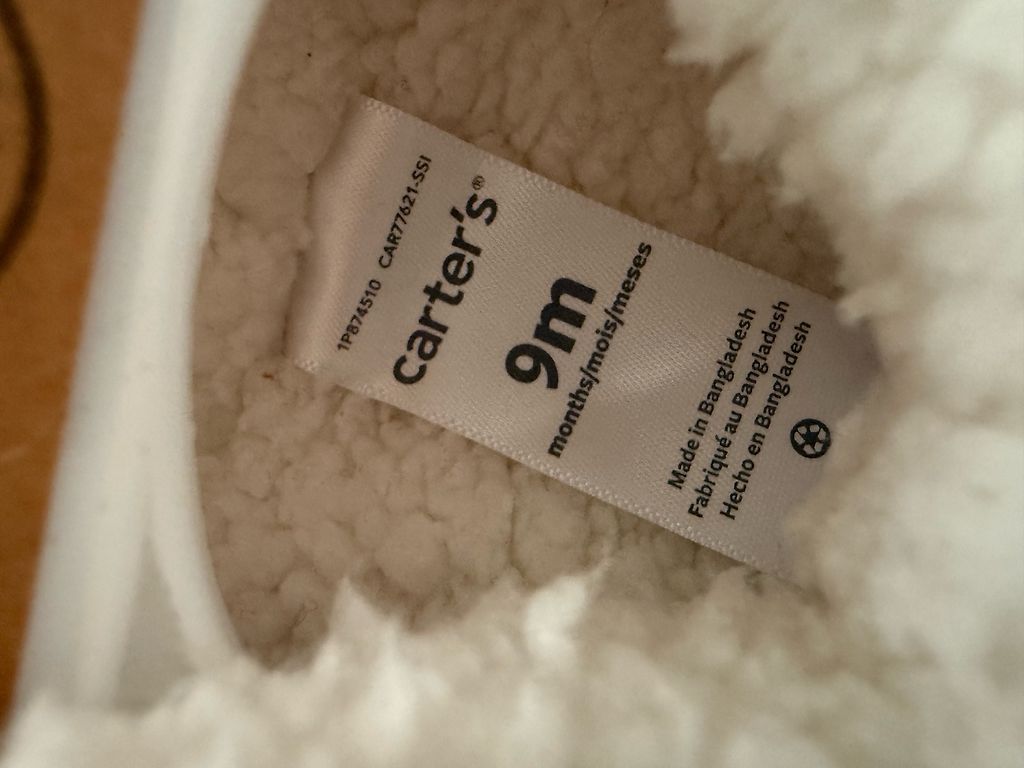 1P874510 CAR77621-SSI
carter's®
9m
months/mois/meses
Made in Bangladesh
Fabriqué au Bangladesh
Hecho en Bangladesh